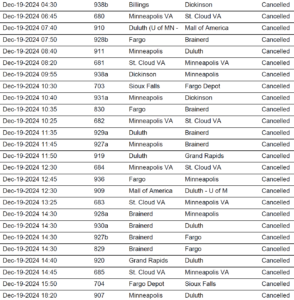 Dec-19-2024 04:30 938b Billings Dickinson Cancelled
Dec-19-2024 06:45 680 Minneapolis VA St. Cloud VA Cancelled
Dec-19-2024 07:40 910 Duluth (U of MN - Mall of America Cancelled
Dec-19-2024 07:50 928b Fargo Brainerd Cancelled
Dec-19-2024 08:40 911 Minneapolis Duluth Cancelled
Dec-19-2024 08:20 681 St. Cloud VA Minneapolis VA Cancelled
Dec-19-2024 09:55 938a Dickinson Minneapolis Cancelled
Dec-19-2024 10:30 703 Sioux Falls Fargo Depot Cancelled
Dec-19-2024 10:40 931a Minneapolis Dickinson Cancelled
Dec-19-2024 10:35 830 Fargo Brainerd Cancelled
Dec-19-2024 10:25 682 Minneapolis VA St. Cloud VA Cancelled
Dec-19-2024 11:35 929a Duluth Brainerd Cancelled
Dec-19-2024 11:45 927a Minneapolis Brainerd Cancelled
Dec-19-2024 11:50 919 Duluth Grand Rapids Cancelled
Dec-19-2024 12:30 684 Minneapolis VA St. Cloud VA Cancelled
Dec-19-2024 12:45 936 Fargo Minneapolis Cancelled
Dec-19-2024 12:30 909 Mall of America Duluth - U of M Cancelled
Dec-19-2024 13:25 683 St. Cloud VA Minneapolis VA Cancelled
Dec-19-2024 14:30 928a Brainerd Minneapolis Cancelled
Dec-19-2024 14:30 930a Brainerd Duluth Cancelled
Dec-19-2024 14:30 927b Brainerd Fargo Cancelled
Dec-19-2024 14:30 829 Brainerd Fargo Cancelled
Dec-19-2024 14:40 920 Grand Rapids Duluth Cancelled
Dec-19-2024 14:45 685 St. Cloud VA Minneapolis VA Cancelled
Dec-19-2024 15:50 704 Fargo Depot Sioux Falls Cancelled
Dec-19-2024 18:20 907 Minneapolis Duluth Cancelled